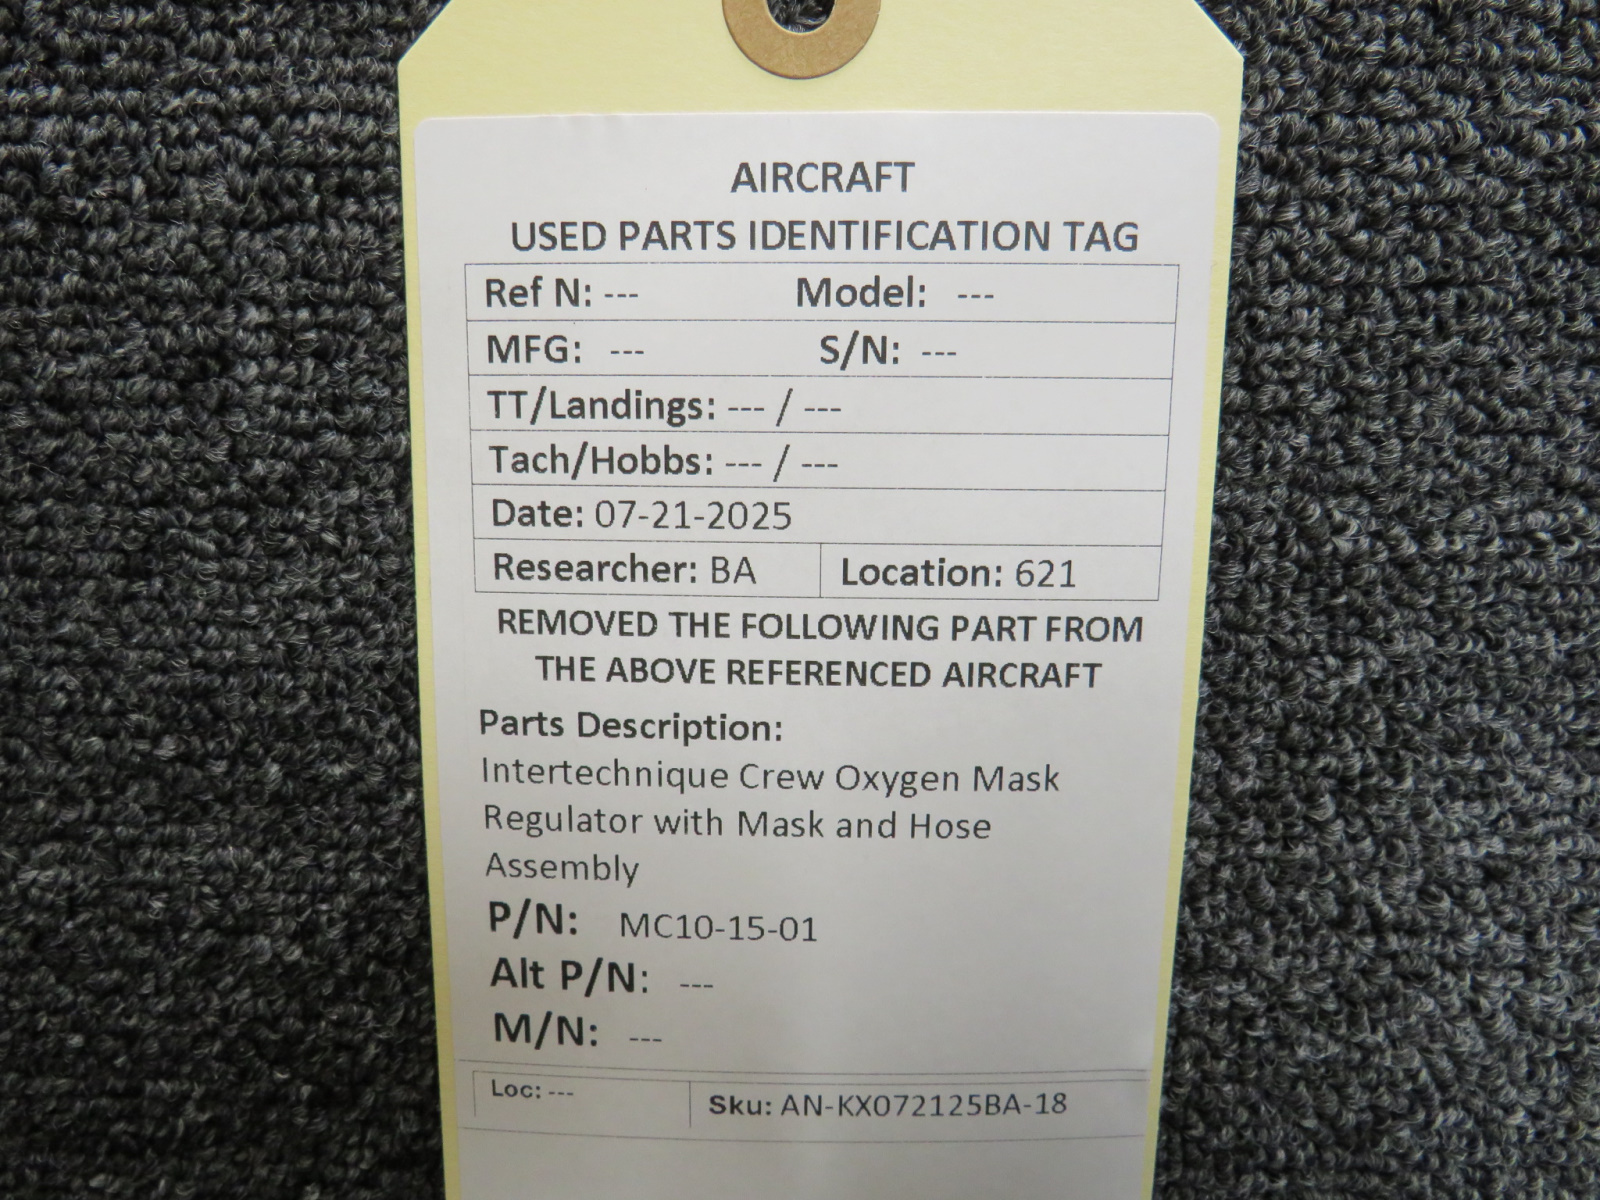 AIRCRAFT
USED PARTS IDENTIFICATION TAG
Ref N: --- Model: ---
MFG: --- S/N: ---
TT/Landings: --- / ---
Tach/Hobbs: --- / ---
Date: 07-21-2025
Researcher: BA Location: 621
REMOVED THE FOLLOWING PART FROM
THE ABOVE REFERENCED AIRCRAFT
Parts Description:
Intertechnique Crew Oxygen Mask
Regulator with Mask and Hose
Assembly
P/N: MC10-15-01
Alt P/N: ---
M/N: ---
Loc: --- Sku: AN-KX072125BA-18